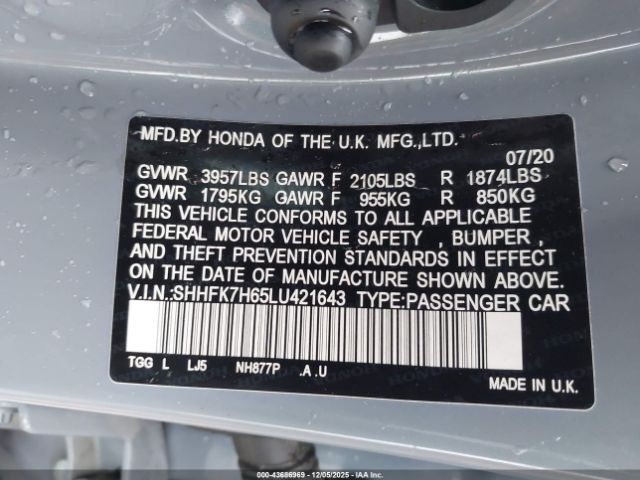 MFD.BY HONDA OF THE U.K. MFG.,LTD.
07/20
GVWR 3957LBS GAWR F 2105LBS R 1874LBS
GVWR 1795KG GAWR F 955KG R 850KG
THIS VEHICLE CONFORMS TO ALL APPLICABLE
FEDERAL MOTOR VEHICLE SAFETY , BUMPER ,
AND THEFT PREVENTION STANDARDS IN EFFECT
ON THE DATE OF MANUFACTURE SHOWN ABOVE.
V.I.N.:SHHFK7H65LU421643 TYPE:PASSENGER CAR
TGG L LJ5 NH877P .A .U
MADE IN U.K.
000-43686969 | 12/05/2025 - Copyright © IAA, LLC